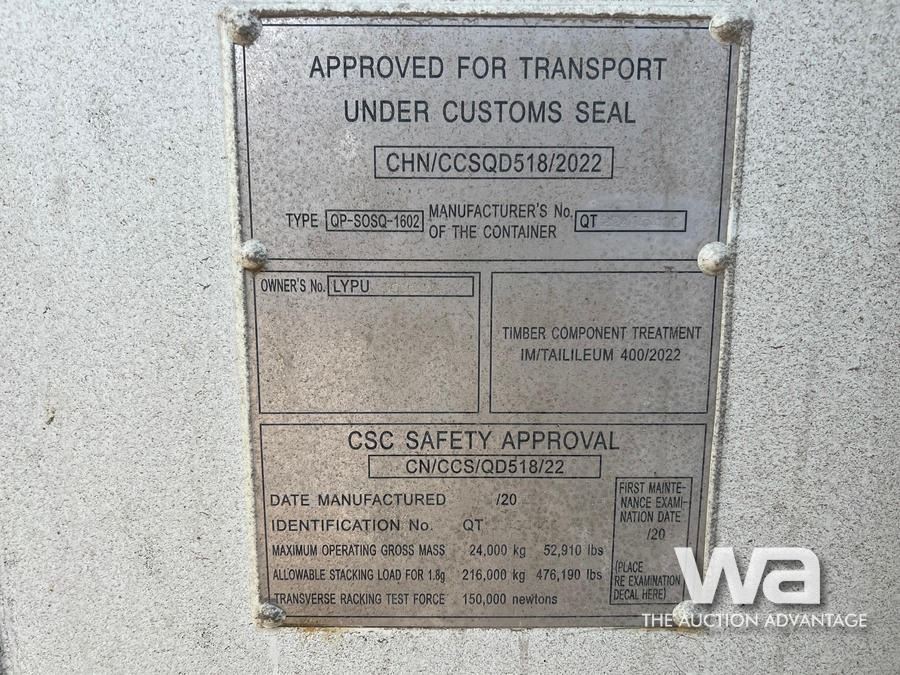 APPROVED FOR TRANSPORT
UNDER CUSTOMS SEAL
CHN/CCSQD518/2022
TYPE QP-SOSQ-1602 MANUFACTURER'S No. OF THE CONTAINER QT
OWNER'S No. LYPU
TIMBER COMPONENT TREATMENT
IM/TAILILEUM 400/2022
CSC SAFETY APPROVAL
CN/CCS/QD518/22
DATE MANUFACTURED /20
IDENTIFICATION No. QT
MAXIMUM OPERATING GROSS MASS 24,000 kg 52,910 lbs
ALLOWABLE STACKING LOAD FOR 1.8g 216,000 kg 476,190 lbs
TRANSVERSE RACKING TEST FORCE 150,000 newtons
FIRST MAINTE-
NANCE EXAMI-
NATION DATE
/20
(PLACE
RE EXAMINATION
DECAL HERE)
wa
THE AUCTION ADVANTAGE